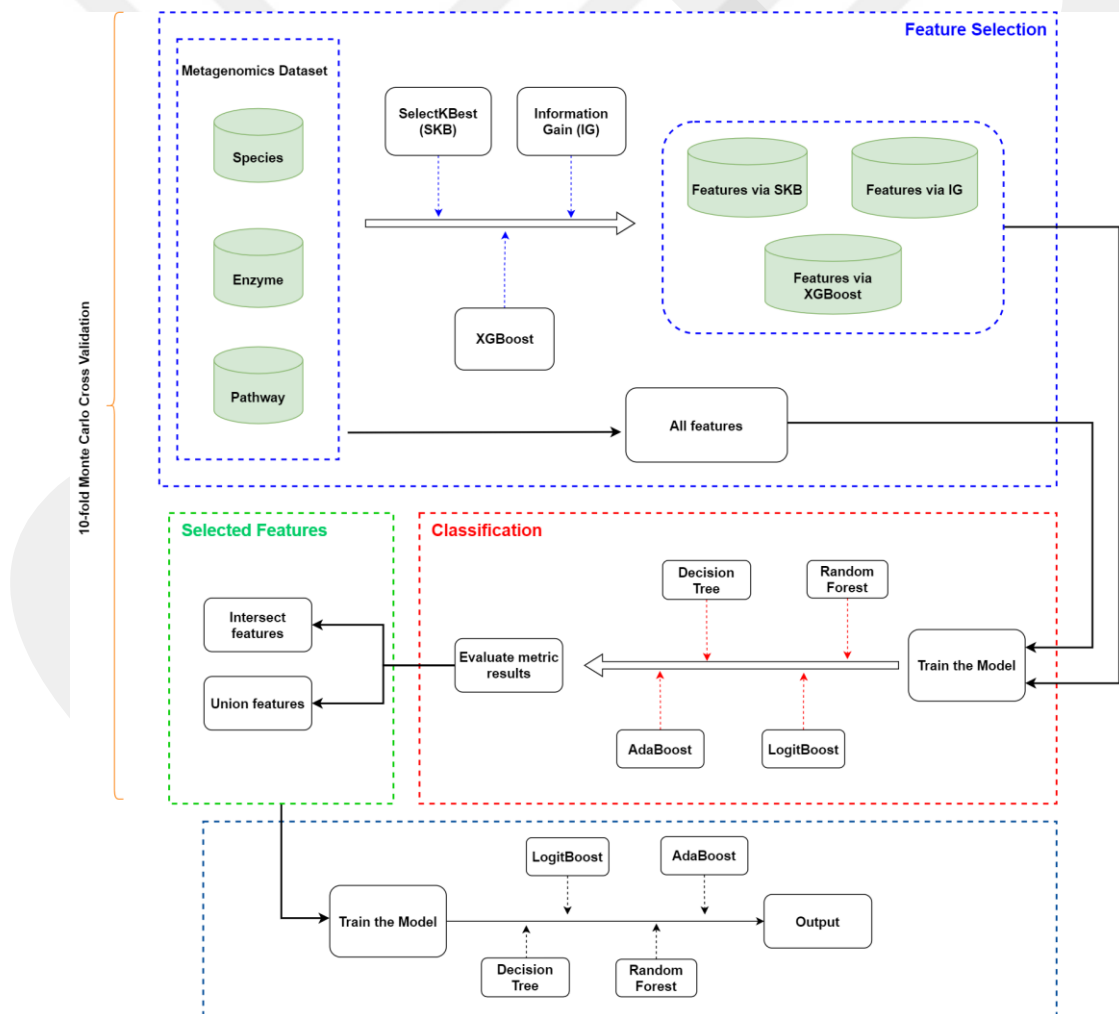 Feature Selection
Metagenomics Dataset
Species
Enzyme
Pathway
SelectKBest
(SKB)
Information
Gain (IG)
XGBoost
Features via SKB
Features via IG
Features via
XGBoost
All features
10-fold Monte Carlo Cross Validation
Selected Features
Intersect
features
Union features
Classification
Decision
Tree
Random
Forest
Evaluate metric
results
Train the Model
AdaBoost
LogitBoost
LogitBoost
AdaBoost
Train the Model
Output
Decision
Tree
Random
Forest